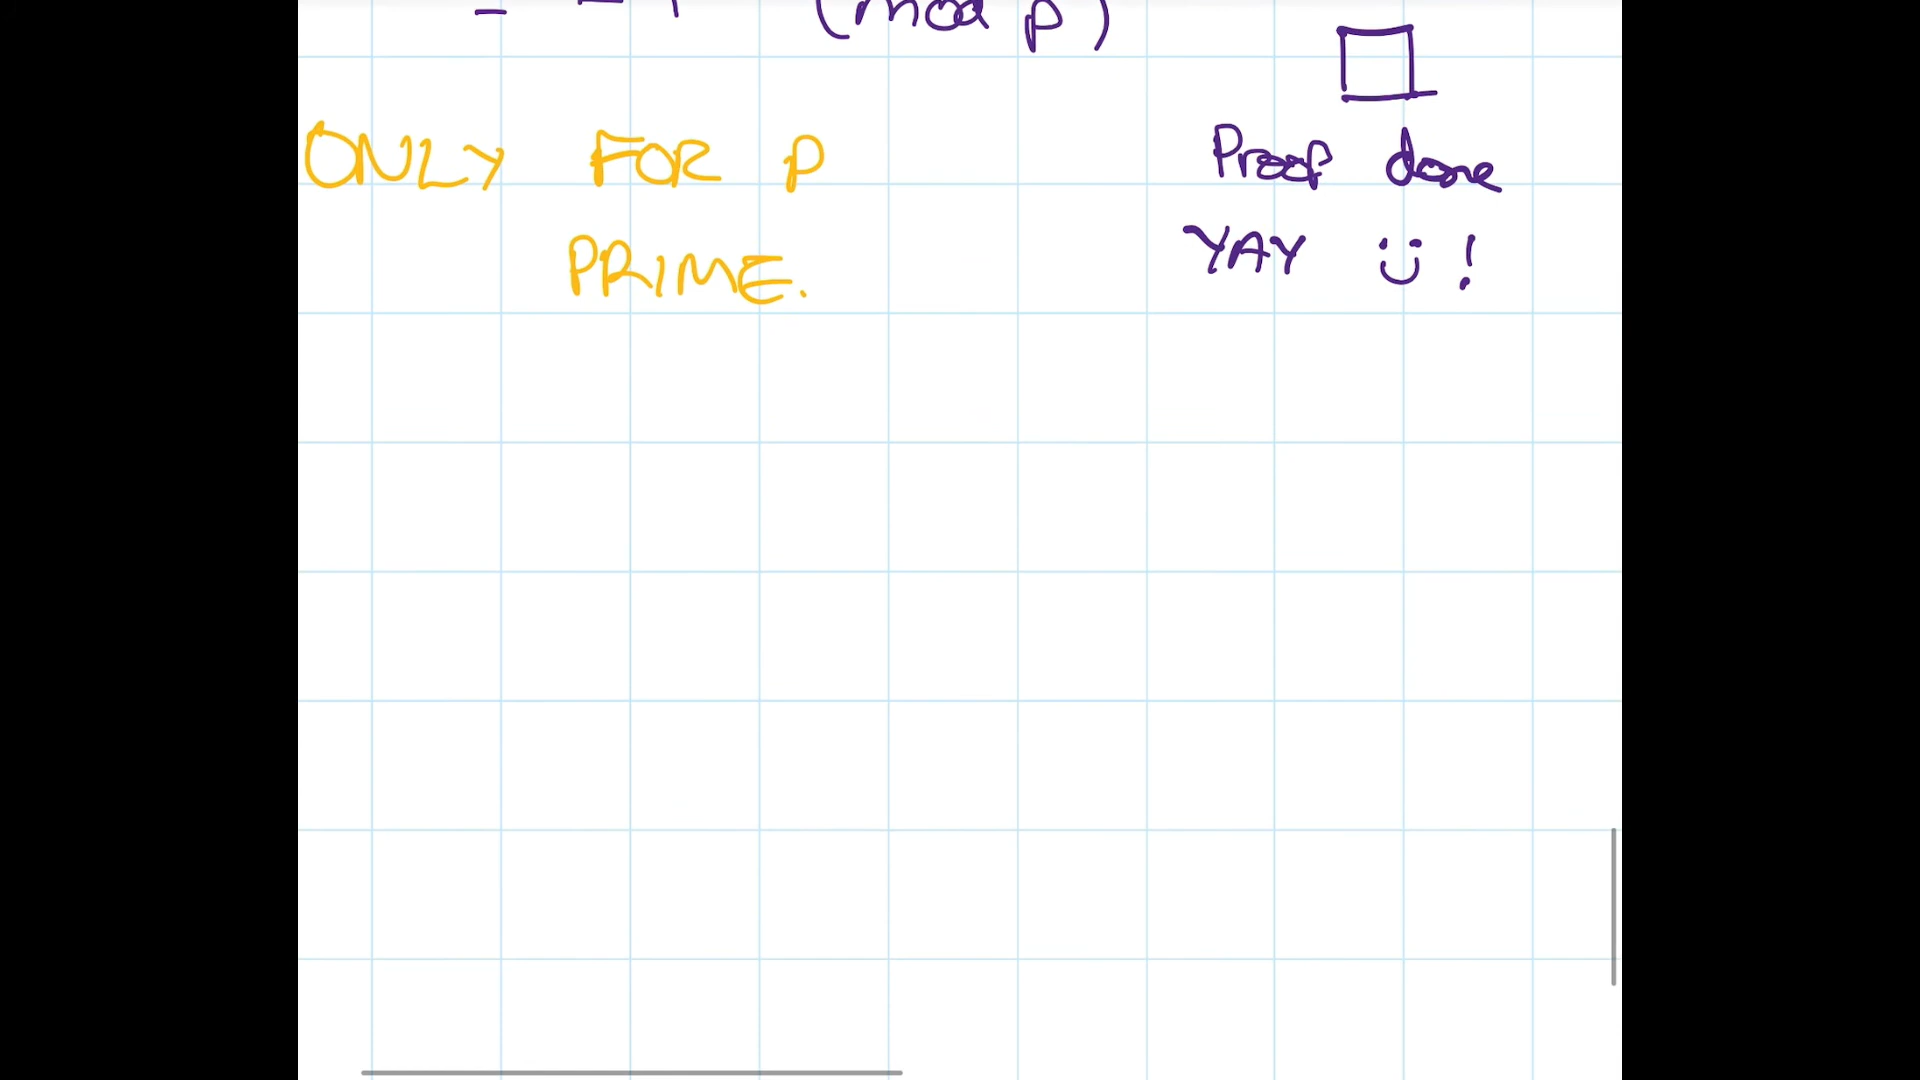 (mod p)
ONLY FOR P
PRIME.
Proof done
YAY :) !